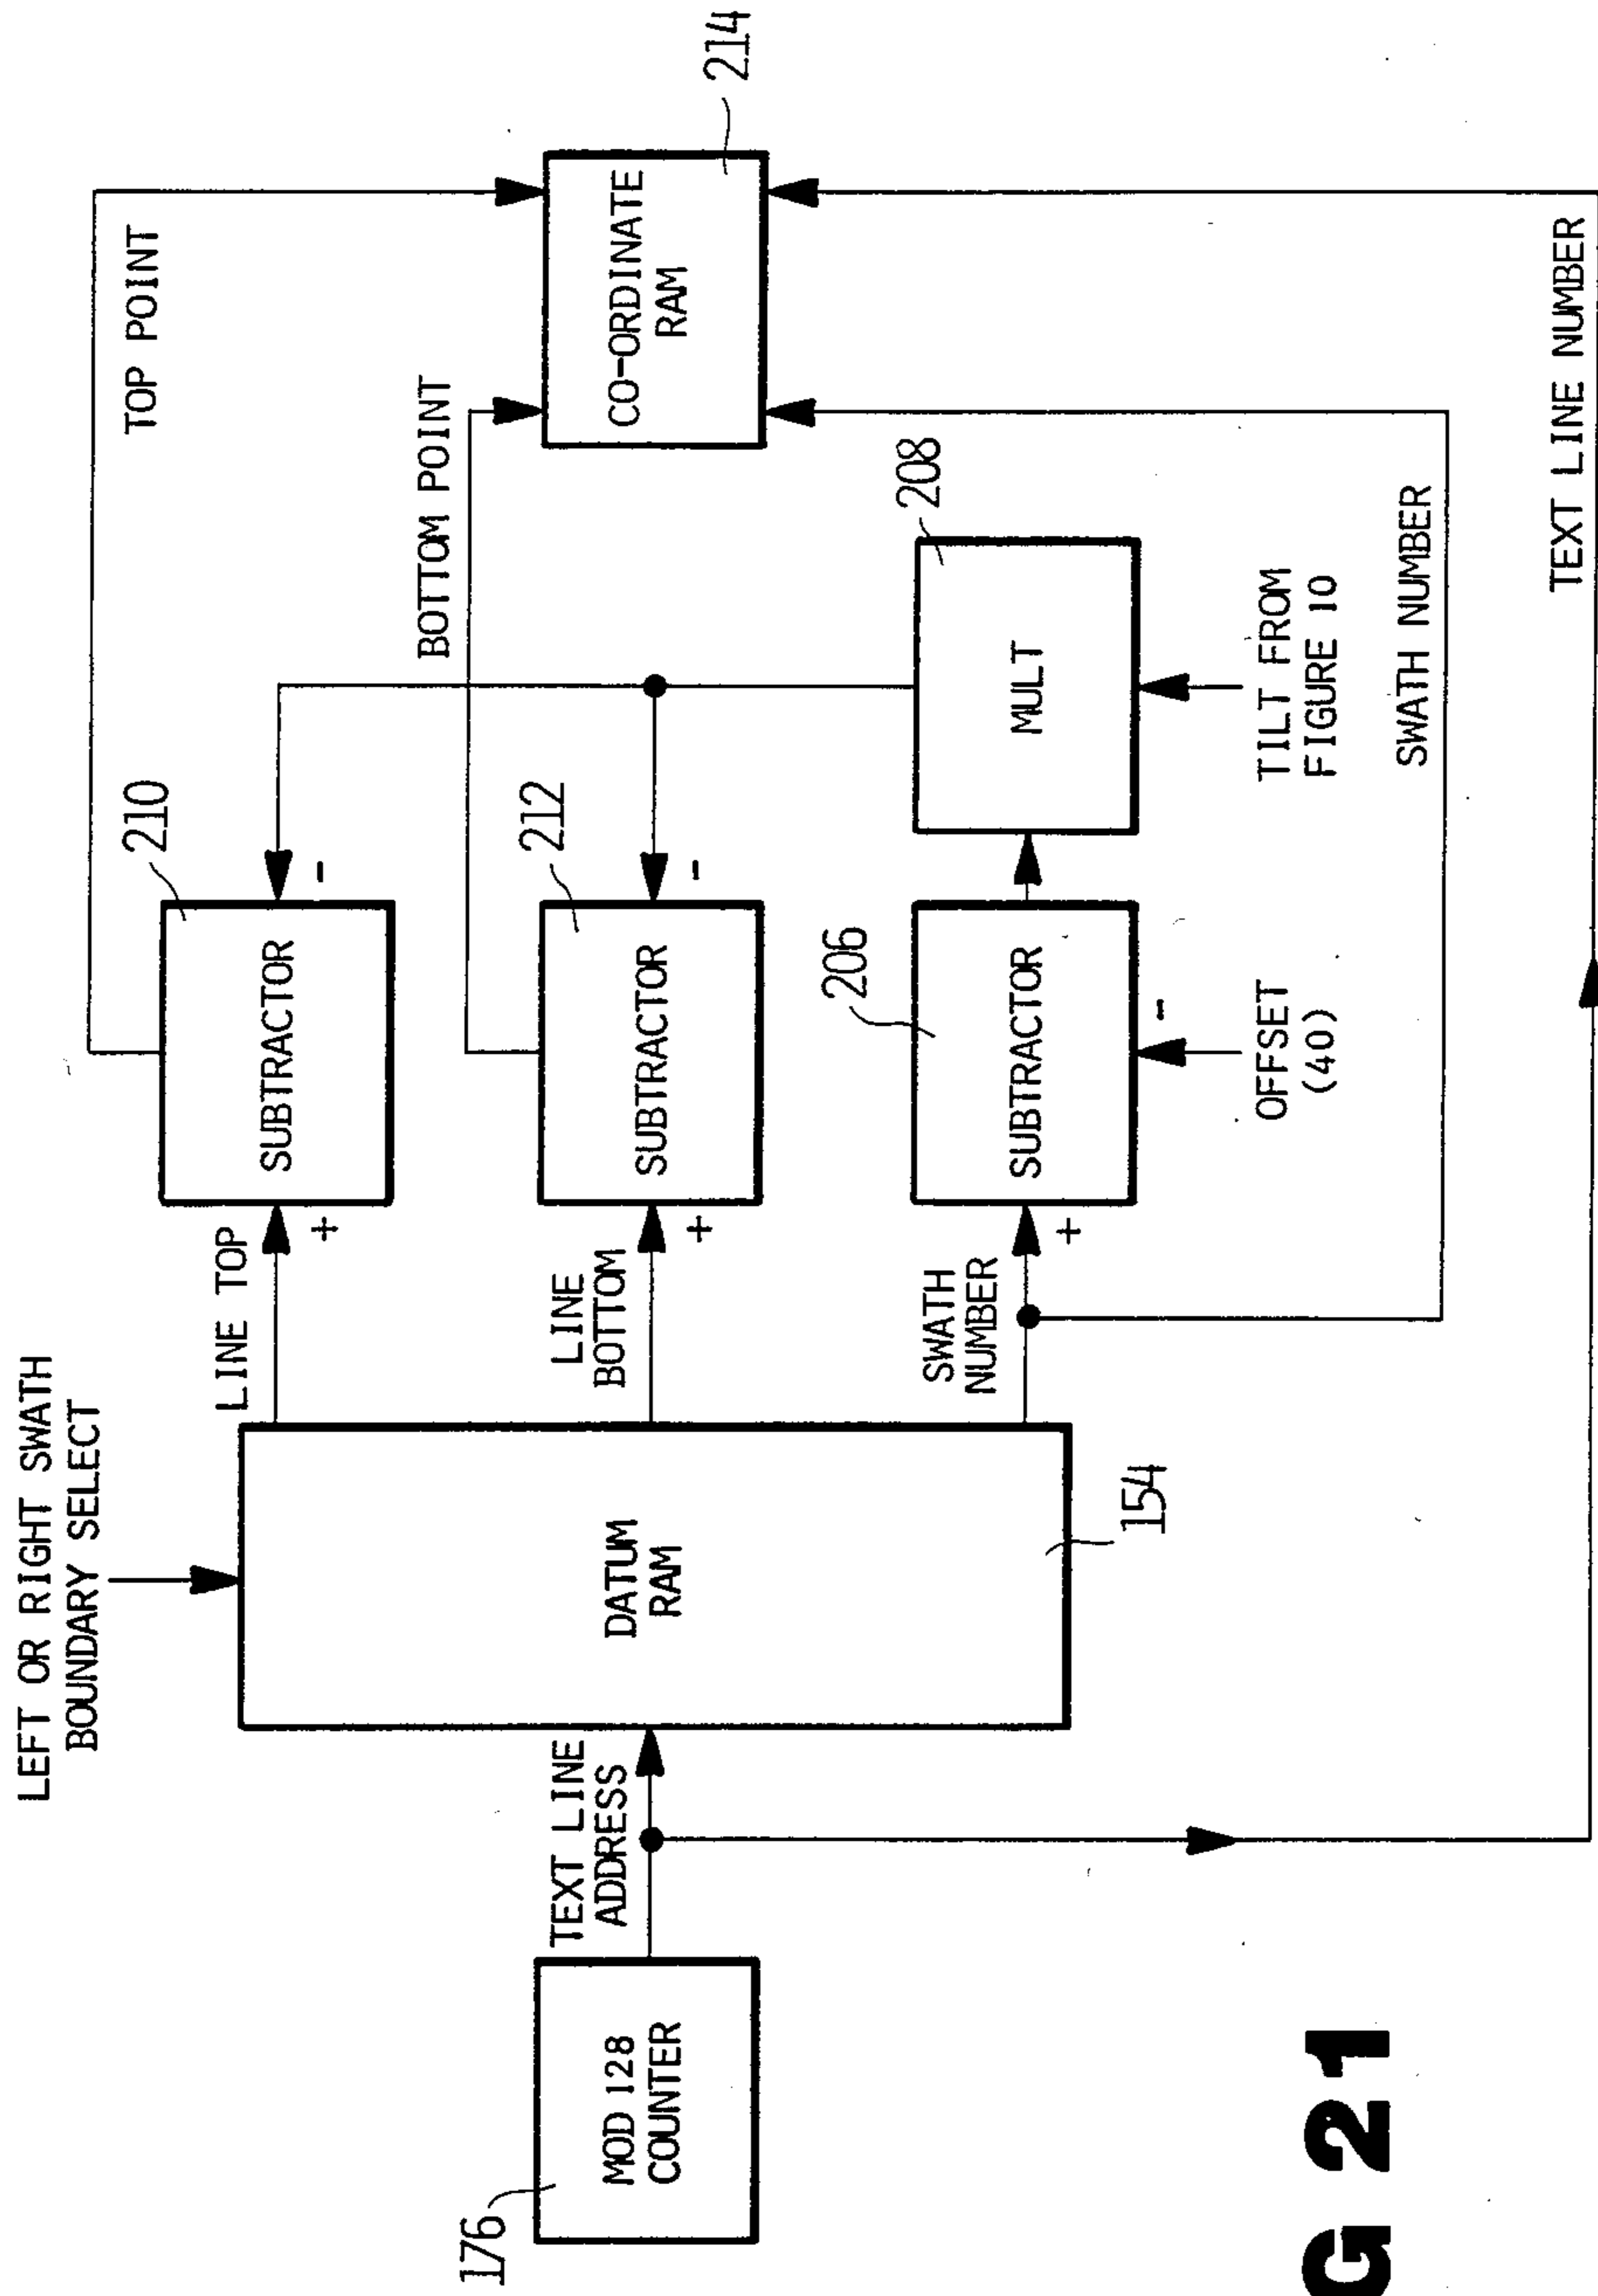 LEFT OR RIGHT SWATH
BOUNDARY SELECT
176
MOD 128
COUNTER
TEXT LINE
ADDRESS
DATUM
RAM
154
LINE TOP
+
LINE
BOTTOM
+
SWATH
NUMBER
+
210
SUBTRACTOR
-
212
SUBTRACTOR
-
206
SUBTRACTOR
-
OFFSET
(40)
208
MULT
TILT FROM
FIGURE 10
TOP POINT
BOTTOM POINT
CO-ORDINATE
RAM
214
SWATH NUMBER
TEXT LINE NUMBER
G 21